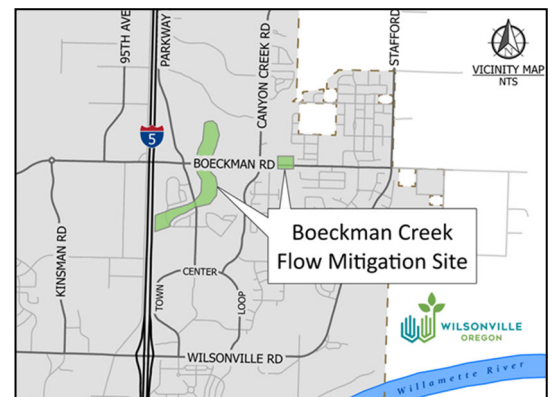 95TH AVE
PARKWAY
CANYON CREEK RD
STAFFORD
N
VICINITY MAP
NTS
5
BOECKMAN RD
Boeckman Creek
Flow Mitigation Site
KINSMAN RD
TOWN
CENTER
LOOP
WILSONVILLE
OREGON
WILSONVILLE RD
Willamette River